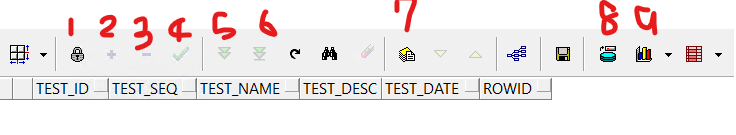 1 2 3 4 5 6 7 8 9
TEST_ID TEST_SEQ TEST_NAME TEST_DESC TEST_DATE ROWID